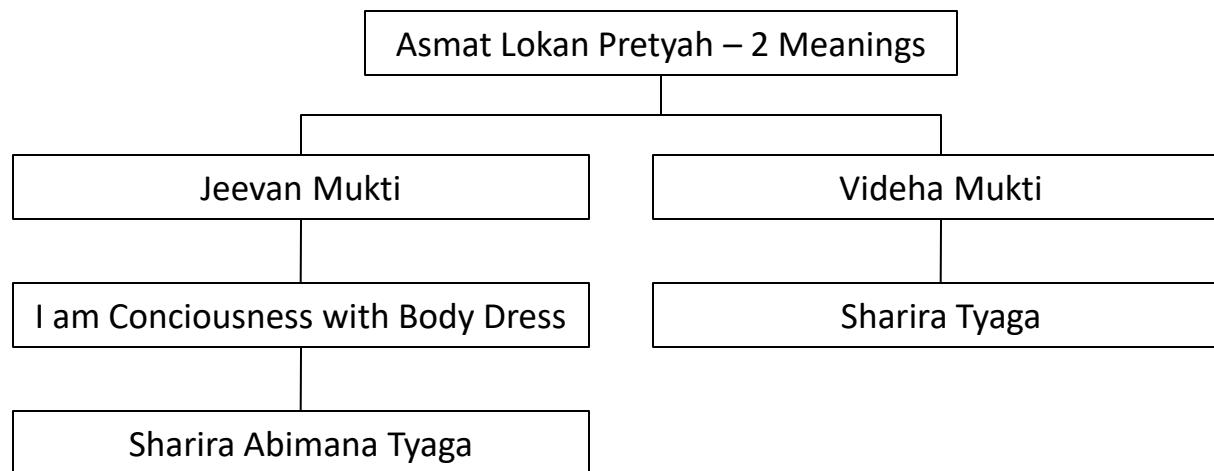 Asmat Lokan Pretyah – 2 Meanings
Jeevan Mukti
Videha Mukti
I am Conciousness with Body Dress
Sharira Tyaga
Sharira Abimana Tyaga